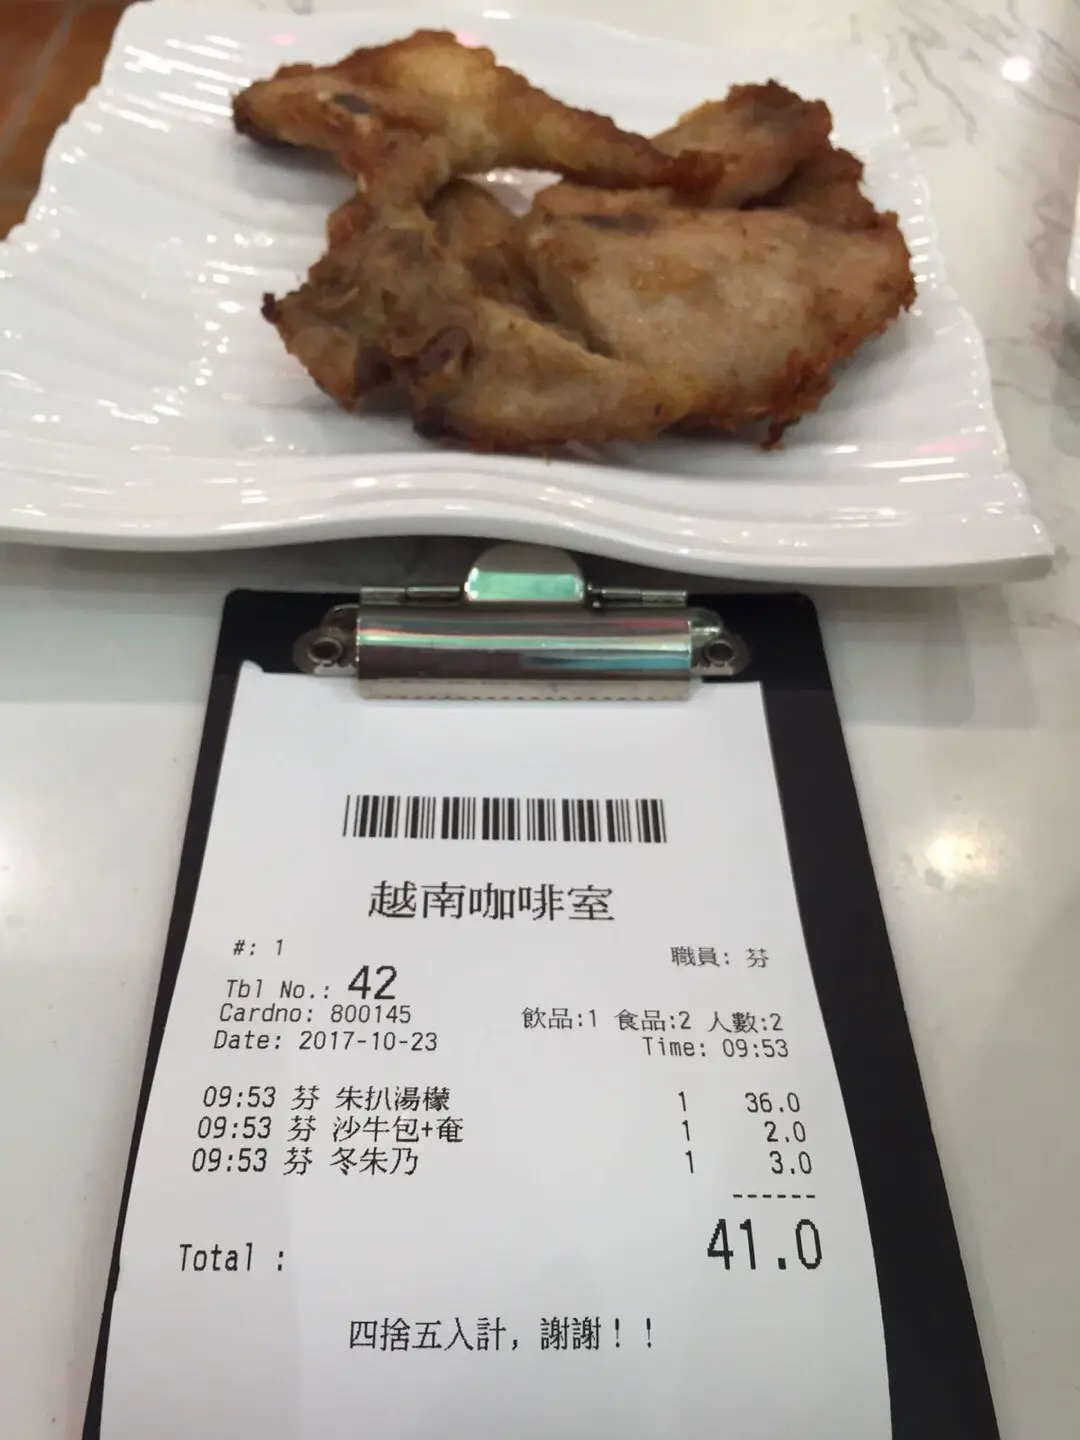 越南咖啡室
#: 1 職員: 芬
Tbl No.: 42
Cardno: 800145 飲品:1 食品:2 人數:2
Date: 2017-10-23 Time: 09:53
09:53 芬 朱扒湯檬 1 36.0
09:53 芬 沙牛包+奄 1 2.0
09:53 芬 冬朱乃 1 3.0
------
Total : 41.0
四捨五入計, 謝謝!!